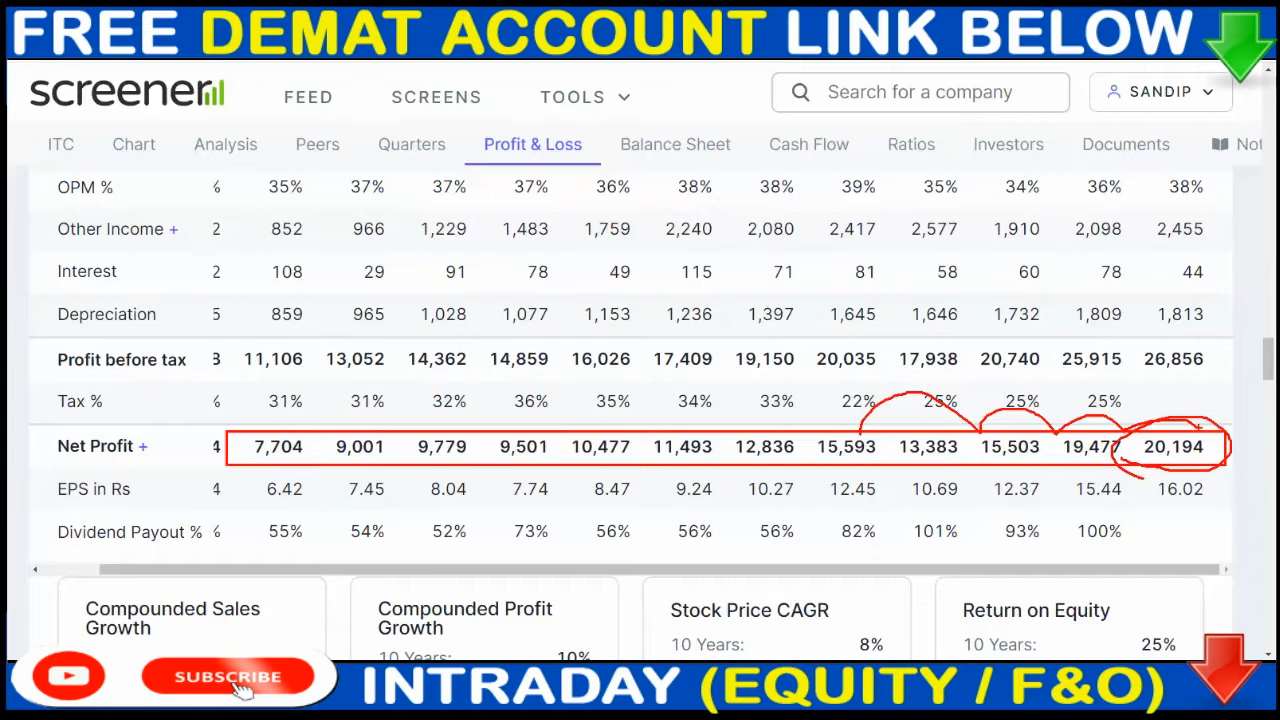 FREE DEMAT ACCOUNT LINK BELOW
screener FEED SCREENS TOOLS Search for a company SANDIP
ITC Chart Analysis Peers Quarters Profit & Loss Balance Sheet Cash Flow Ratios Investors Documents Not
OPM % % 35% 37% 37% 37% 36% 38% 38% 39% 35% 34% 36% 38%
Other Income + 2 852 966 1,229 1,483 1,759 2,240 2,080 2,417 2,577 1,910 2,098 2,455
Interest 2 108 29 91 78 49 115 71 81 58 60 78 44
Depreciation 5 859 965 1,028 1,077 1,153 1,236 1,397 1,645 1,646 1,732 1,809 1,813
Profit before tax 3 11,106 13,052 14,362 14,859 16,026 17,409 19,150 20,035 17,938 20,740 25,915 26,856
Tax % % 31% 31% 32% 36% 35% 34% 33% 22% 25% 25% 25%
Net Profit + 4 7,704 9,001 9,779 9,501 10,477 11,493 12,836 15,593 13,383 15,503 19,477 20,194
EPS in Rs 4 6.42 7.45 8.04 7.74 8.47 9.24 10.27 12.45 10.69 12.37 15.44 16.02
Dividend Payout % % 55% 54% 52% 73% 56% 56% 56% 82% 101% 93% 100%
Compounded Sales
Growth
Compounded Profit
Growth
10 Years: 10%
Stock Price CAGR
10 Years: 8%
Return on Equity
10 Years: 25%
SUBSCRIBE
INTRADAY (EQUITY / F&O)